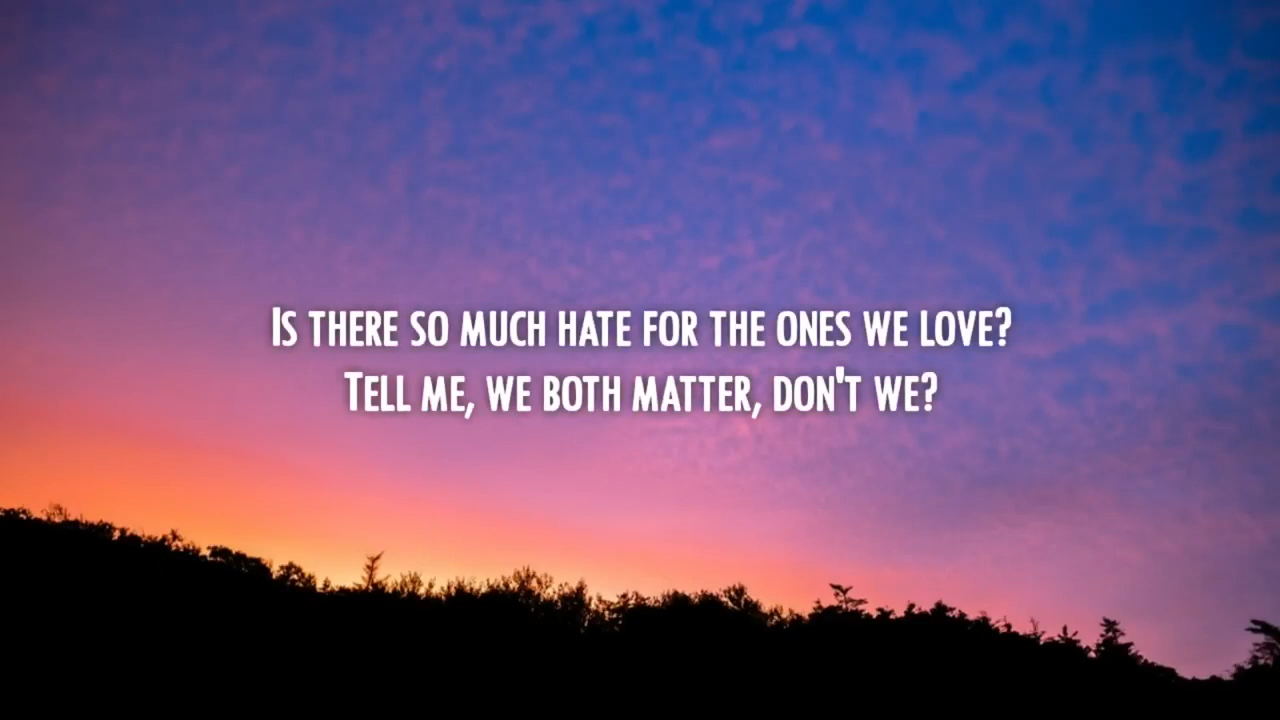 Is there so much hate for the ones we love?
Tell me, we both matter, don't we?